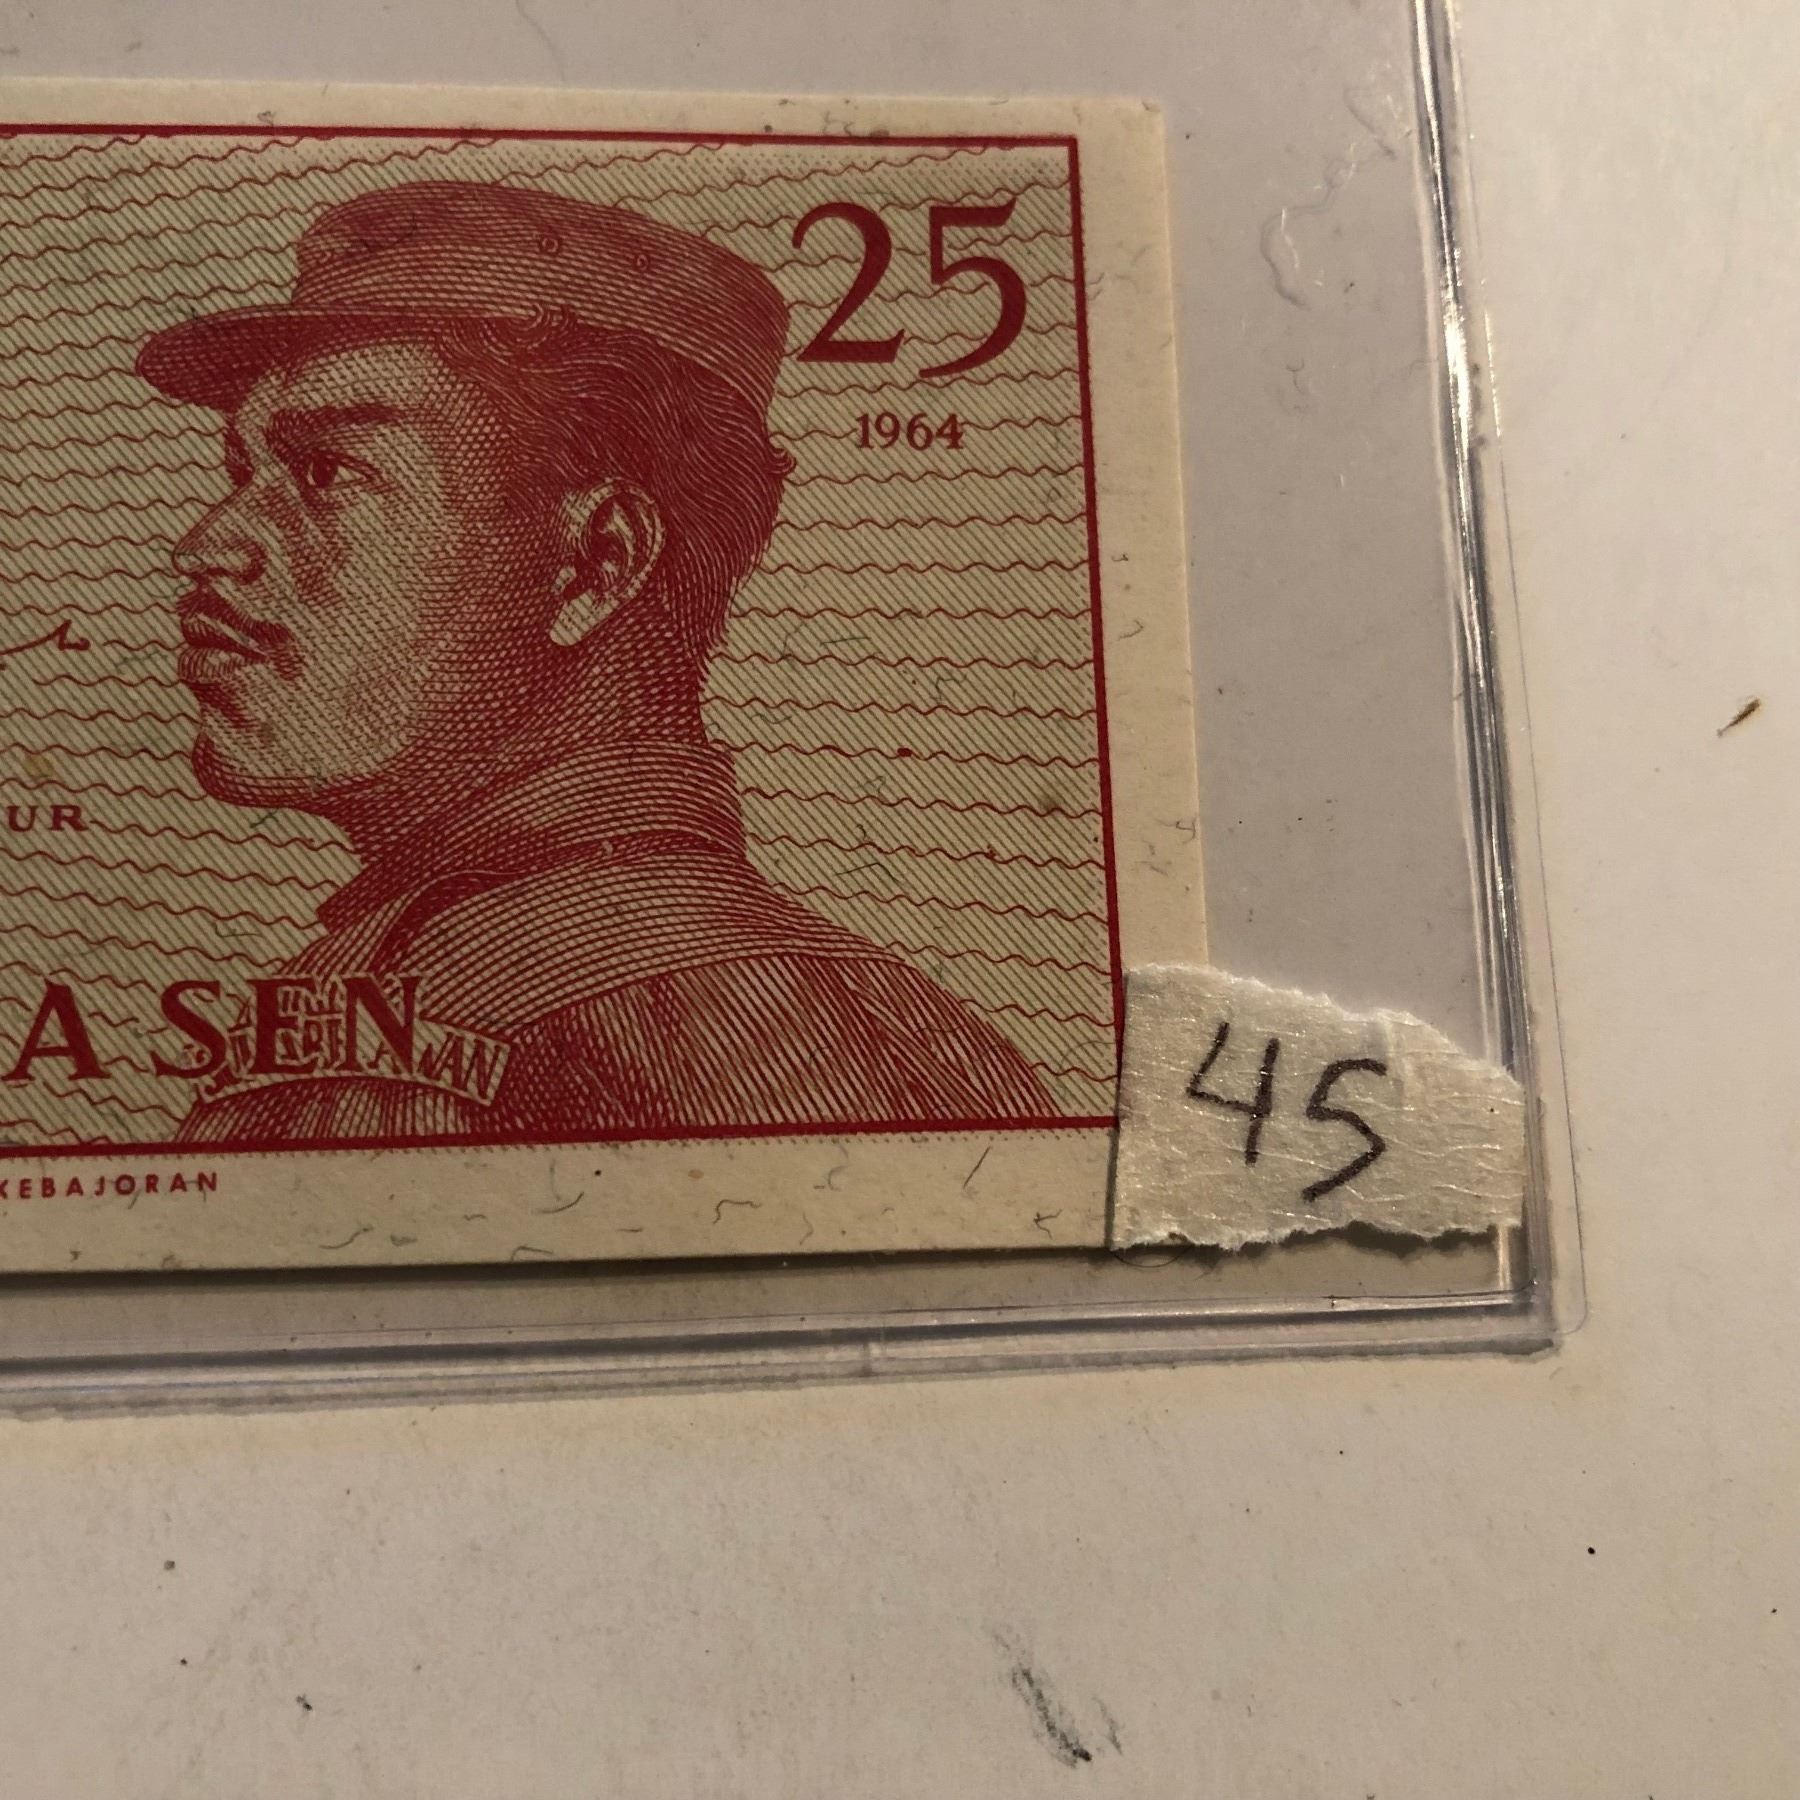 25
1964
UR
A SEN
KEBAJORAN
45